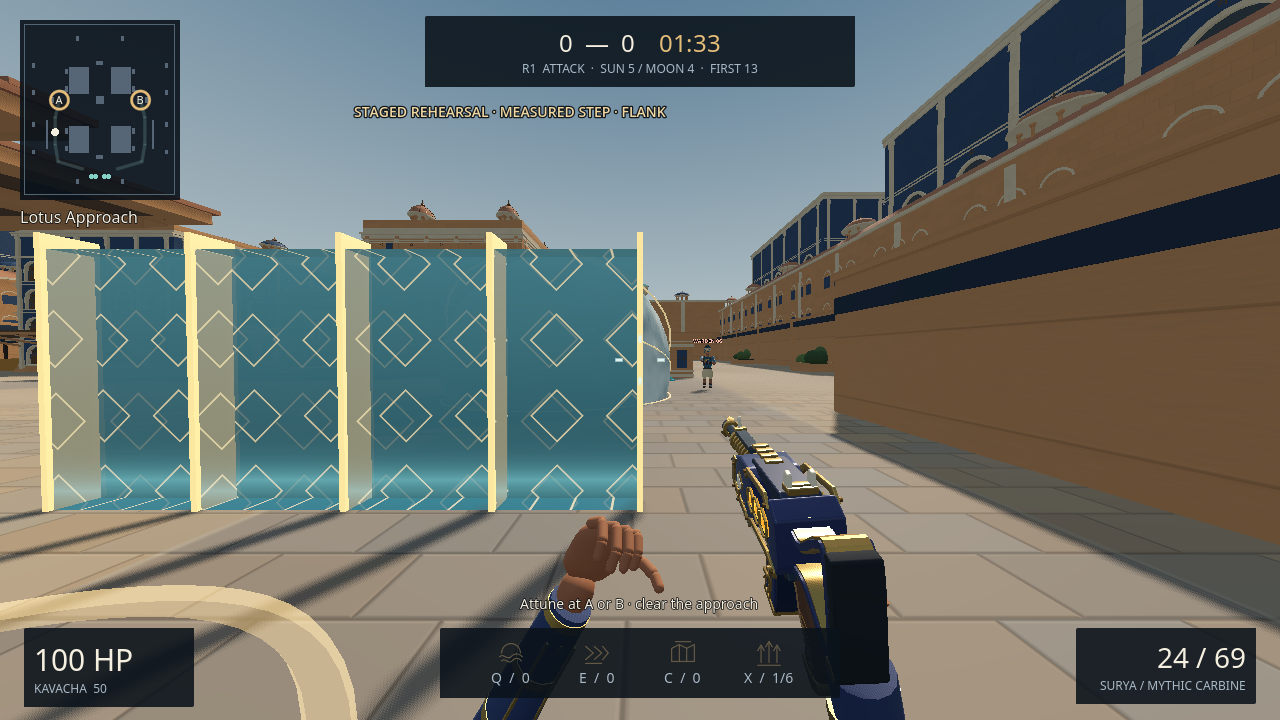 0 — 0 01:33
R1 ATTACK · SUN 5 / MOON 4 · FIRST 13
STAGED REHEARSAL · MEASURED STEP · FLANK
A
B
Lotus Approach
Attune at A or B · clear the approach
100 HP
KAVACHA 50
Q / 0
E / 0
C / 0
X / 1/6
24 / 69
SURYA / MYTHIC CARBINE